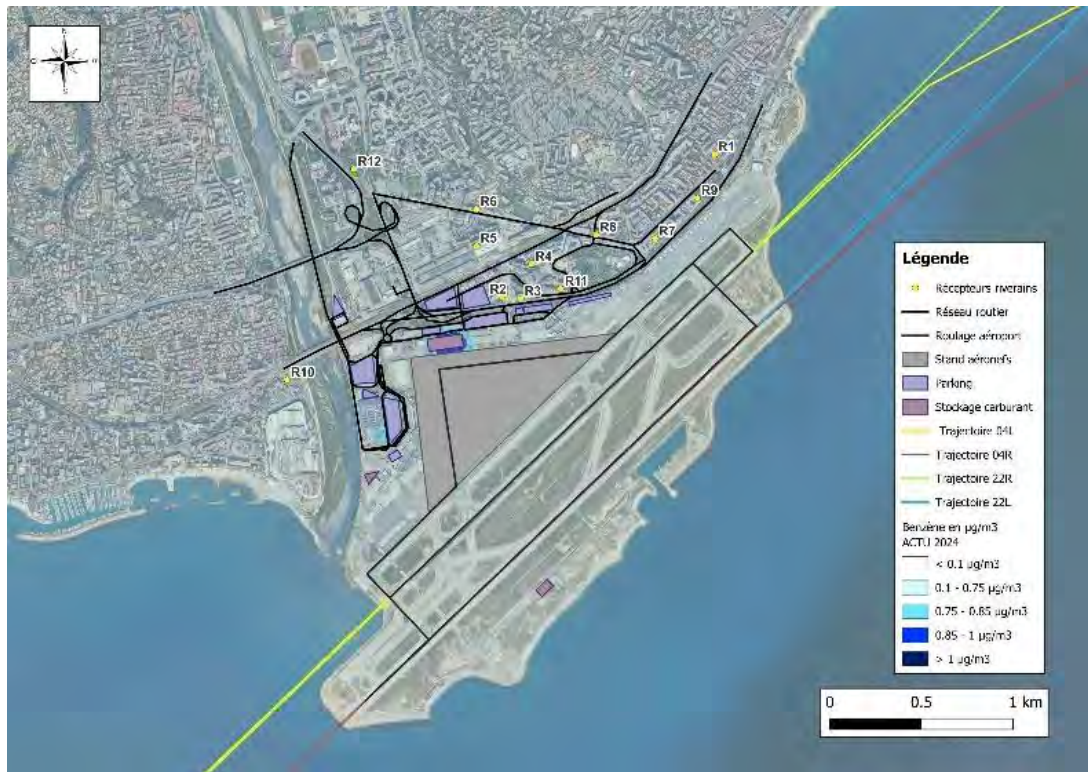 N
S
R12
R1
R6
R9
R8
R7
R5
R4
R11
R2
R3
R10
Légende
Récepteurs riverains
Réseau routier
Roulage aéroport
Stand aéronefs
Parking
Stockage carburant
Trajectoire 04L
Trajectoire 04R
Trajectoire 22R
Trajectoire 22L
Benzène en µg/m3
ACTU 2024
< 0.1 µg/m3
0.1 - 0.75 µg/m3
0.75 - 0.85 µg/m3
0.85 - 1 µg/m3
> 1 µg/m3
0 0.5 1 km